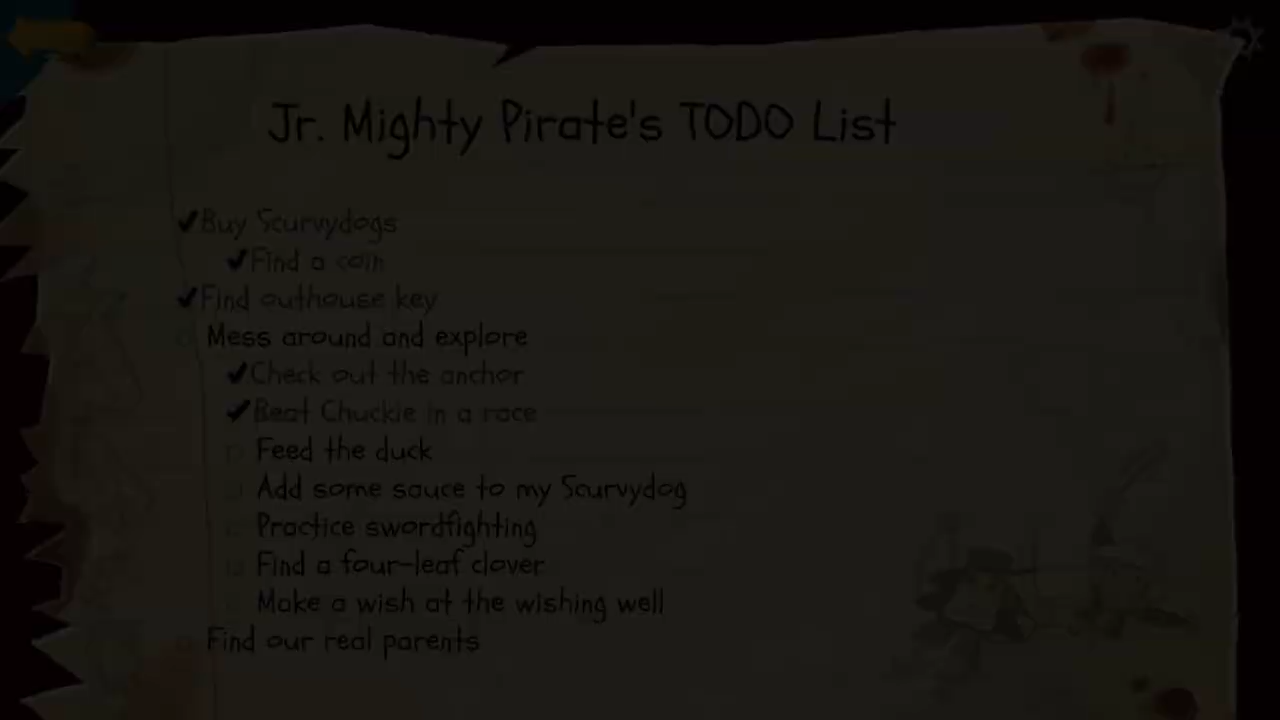 Jr. Mighty Pirate's TODO List
Buy Scurvydogs
Find a coin
Find outhouse key
Mess around and explore
Check out the anchor
Beat Chuckie in a race
Feed the duck
Add some sauce to my Scurvydog
Practice swordfighting
Find a four-leaf clover
Make a wish at the wishing well
Find our real parents